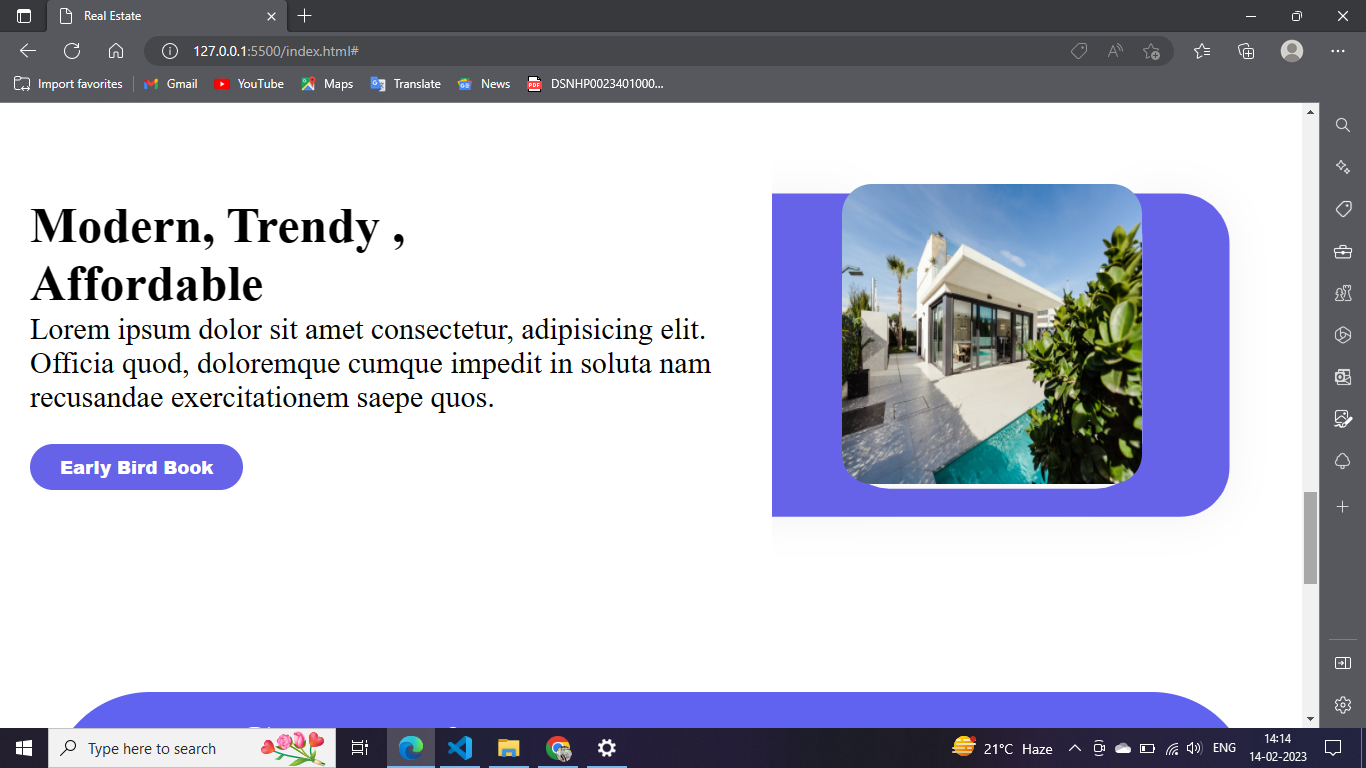 Real Estate
127.0.0.1:5500/index.html#
Import favorites
Gmail
YouTube
Maps
Translate
News
DSNHP0023401000...
Modern, Trendy ,
Affordable
Lorem ipsum dolor sit amet consectetur, adipisicing elit.
Officia quod, doloremque cumque impedit in soluta nam
recusandae exercitationem saepe quos.
Early Bird Book
Type here to search
21°C Haze
ENG
14:14
14-02-2023